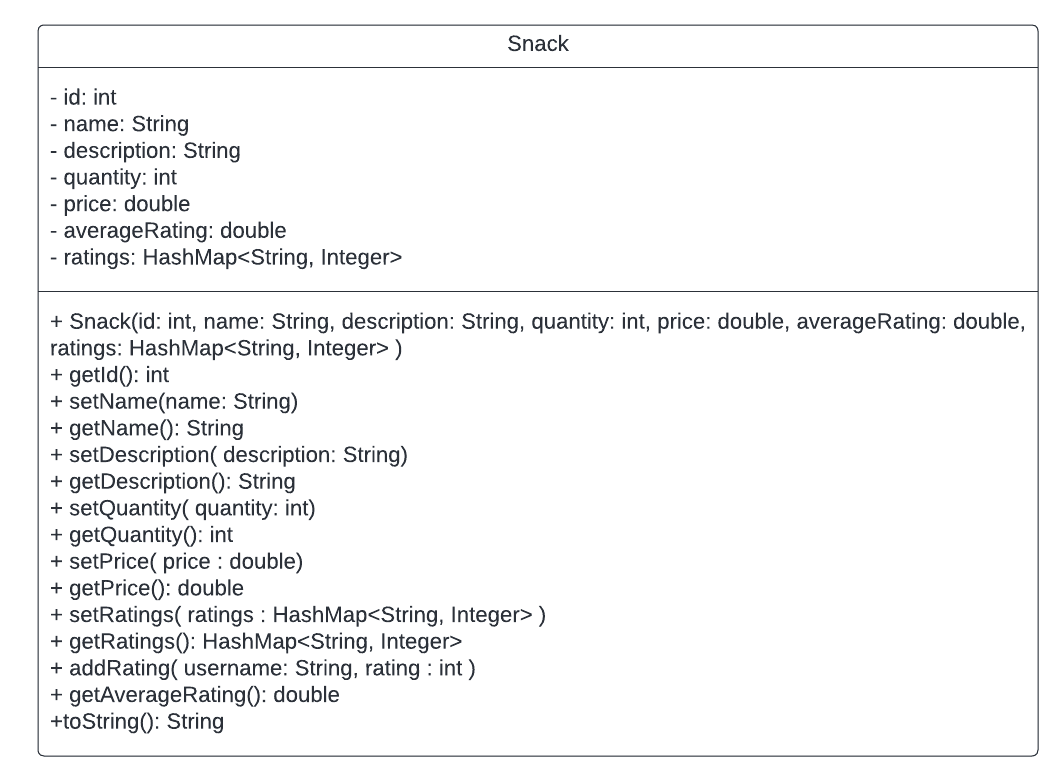 Snack
- id: int
- name: String
- description: String
- quantity: int
- price: double
- averageRating: double
- ratings: HashMap<String, Integer>
+ Snack(id: int, name: String, description: String, quantity: int, price: double, averageRating: double,
ratings: HashMap<String, Integer> )
+ getId(): int
+ setName(name: String)
+ getName(): String
+ setDescription( description: String)
+ getDescription(): String
+ setQuantity( quantity: int)
+ getQuantity(): int
+ setPrice( price : double)
+ getPrice(): double
+ setRatings( ratings : HashMap<String, Integer> )
+ getRatings(): HashMap<String, Integer>
+ addRating( username: String, rating : int )
+ getAverageRating(): double
+toString(): String